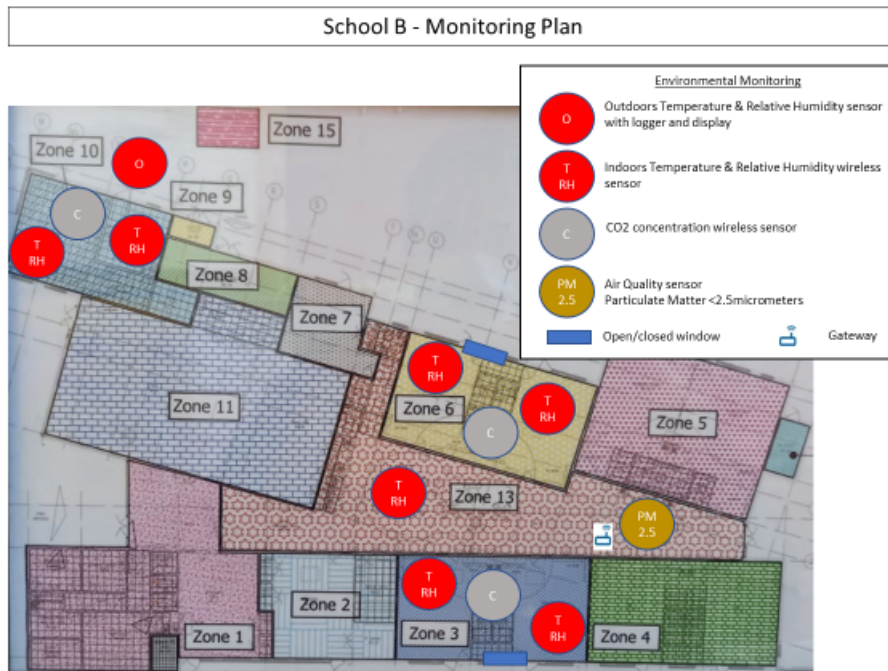 School B - Monitoring Plan
Environmental Monitoring
O
Outdoors Temperature & Relative Humidity sensor
with logger and display
T
RH
Indoors Temperature & Relative Humidity wireless
sensor
C
CO2 concentration wireless sensor
PM
2.5
Air Quality sensor
Particulate Matter <2.5micrometers
Open/closed window
Gateway
Zone 15
Zone 10
O
Zone 9
C
T
RH
T
RH
Zone 8
Zone 7
T
RH
Zone 11
Zone 6
T
RH
C
Zone 5
T
RH
Zone 13
PM
2.5
T
RH
C
Zone 2
Zone 1
Zone 3
T
RH
Zone 4